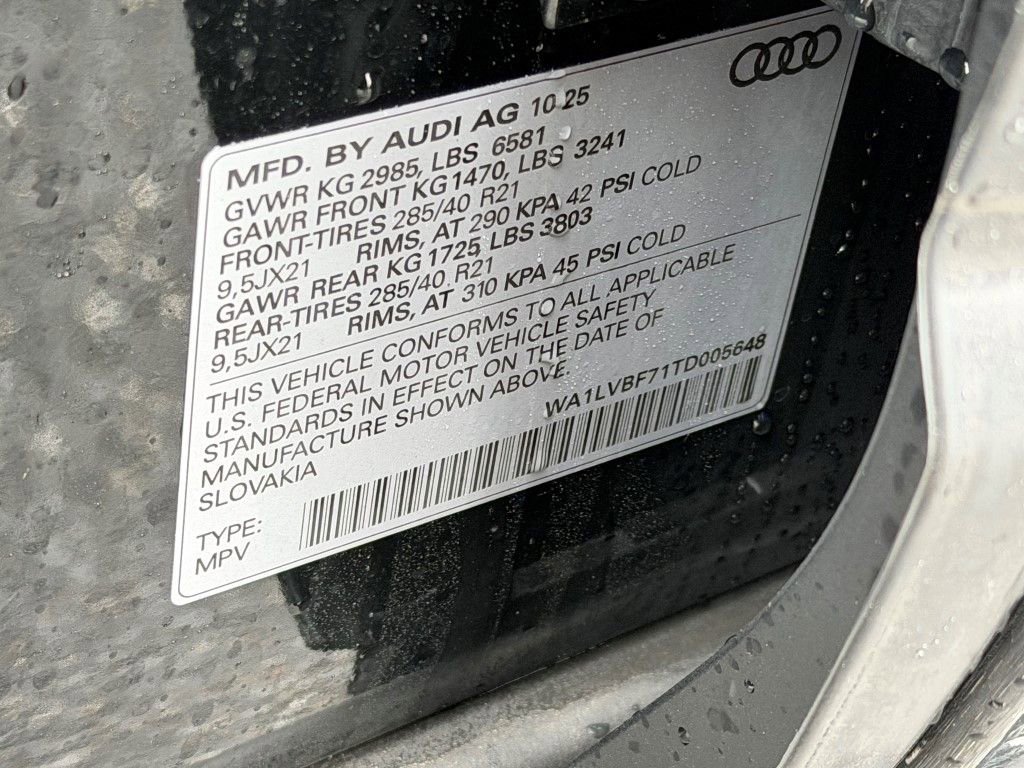 MFD. BY AUDI AG 10 25
GVWR KG 2985, LBS 6581
GAWR FRONT KG1470, LBS 3241
FRONT-TIRES 285/40 R21
9,5JX21 RIMS, AT 290 KPA 42 PSI COLD
GAWR REAR KG 1725, LBS 3803
REAR-TIRES 285/40 R21
9,5JX21 RIMS, AT 310 KPA 45 PSI COLD
THIS VEHICLE CONFORMS TO ALL APPLICABLE
U.S. FEDERAL MOTOR VEHICLE SAFETY
STANDARDS IN EFFECT ON THE DATE OF
MANUFACTURE SHOWN ABOVE.
SLOVAKIA
WA1LVBF71TD005648
TYPE:
MPV